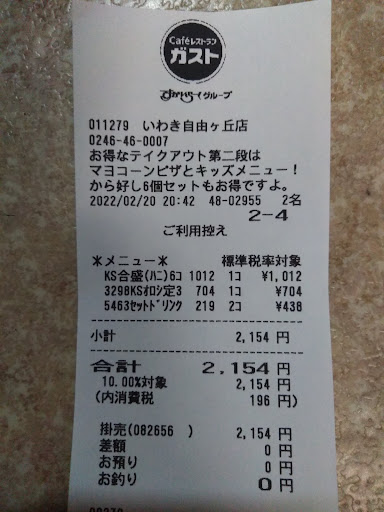 Caféレストラン
ガスト
すかいらーくグループ
011279 いわき自由ヶ丘店
0246-46-0007
お得なテイクアウト第二段は
マヨコーンピザとキッズメニュー!
から好し6個セットもお得ですよ。
2022/02/20 20:42 48-02955 2名
2-4
ご利用控え
*メニュー* 標準税率対象
KS合盛(ハニ)6コ 1012 1コ ¥1,012
3298KSオロシ定3 704 1コ ¥704
5463セットドリンク 219 2コ ¥438
小計 2,154 円
合計 2,154 円
10.00%対象 2,154 円
(内消費税 196 円)
掛売(082656 ) 2,154 円
差額 0 円
お預り 0 円
お釣り 0 円